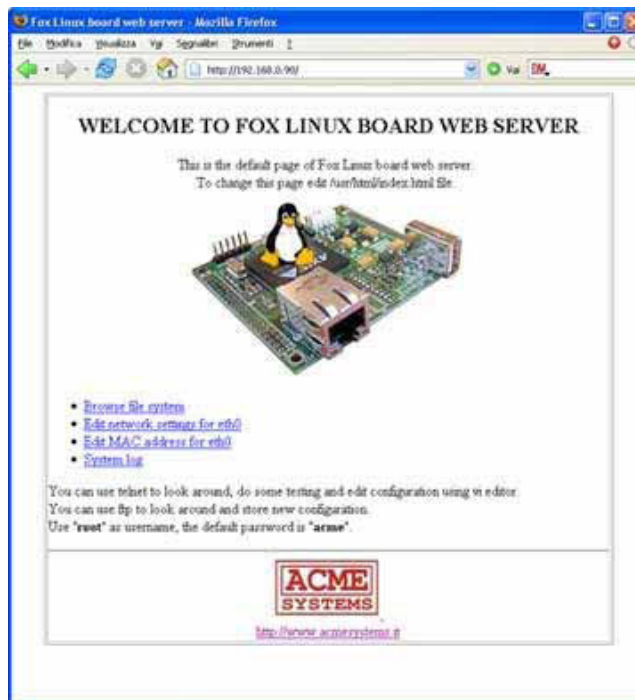 Fox Linux board web server - Mozilla Firefox
File Modifica Visualizza Vai Segnalibri Strumenti ?
http://192.168.0.90/ Vai
WELCOME TO FOX LINUX BOARD WEB SERVER
This is the default page of Fox Linux board web server.
To change this page edit /usr/html/index.html file.
Browse file system
Edit network settings for eth0
Edit MAC address for eth0
System log
You can use telnet to look around, do some testing and edit configuration using vi editor.
You can use ftp to look around and store new configuration.
Use "root" as username, the default password is "acme".
ACME
SYSTEMS
http://www.acmesystems.it